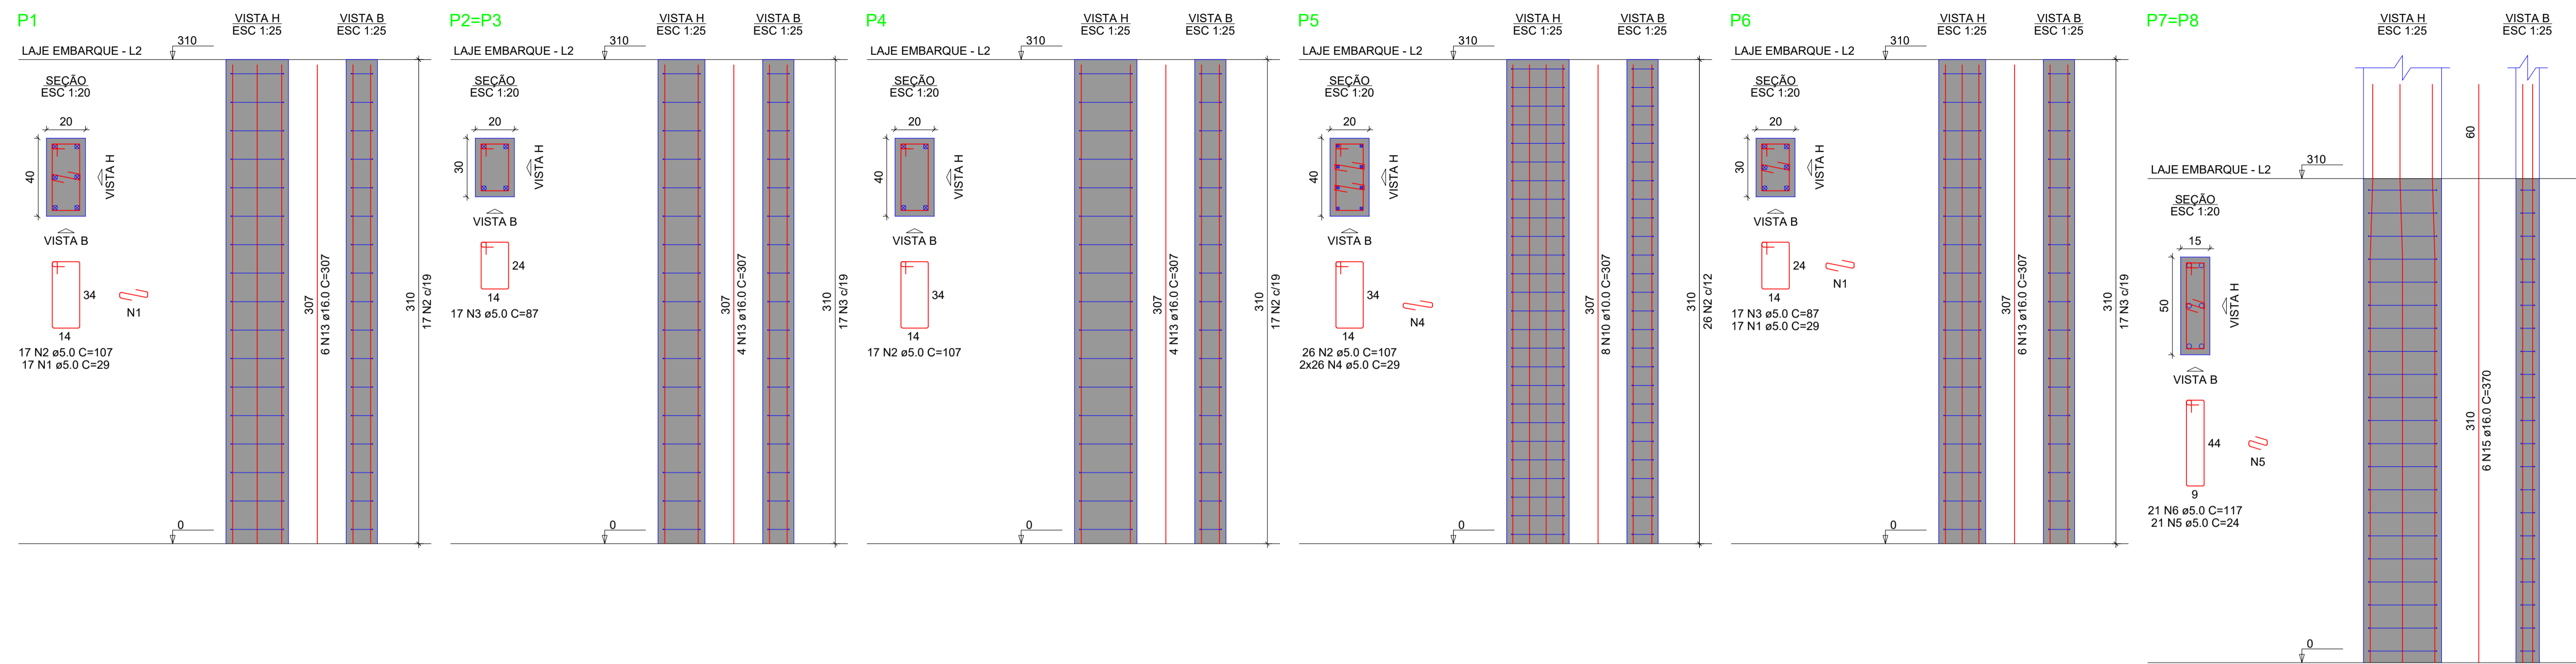 P1
VISTA H
ESC 1:25
VISTA B
ESC 1:25
310
LAJE EMBARQUE - L2
SEÇÃO
ESC 1:20
20
40
VISTA H
VISTA B
34
14
N1
17 N2 ø5.0 C=107
17 N1 ø5.0 C=29
307
6 N13 ø16.0 C=307
310
17 N2 c/19
0
P2=P3
VISTA H
ESC 1:25
VISTA B
ESC 1:25
310
LAJE EMBARQUE - L2
SEÇÃO
ESC 1:20
20
30
VISTA H
VISTA B
24
14
17 N3 ø5.0 C=87
307
4 N13 ø16.0 C=307
310
17 N3 c/19
0
P4
VISTA H
ESC 1:25
VISTA B
ESC 1:25
310
LAJE EMBARQUE - L2
SEÇÃO
ESC 1:20
20
40
VISTA H
VISTA B
34
14
17 N2 ø5.0 C=107
307
4 N13 ø16.0 C=307
310
17 N2 c/19
0
P5
VISTA H
ESC 1:25
VISTA B
ESC 1:25
310
LAJE EMBARQUE - L2
SEÇÃO
ESC 1:20
20
40
VISTA H
VISTA B
34
14
N4
26 N2 ø5.0 C=107
2x26 N4 ø5.0 C=29
307
8 N10 ø10.0 C=307
310
26 N2 c/12
0
P6
VISTA H
ESC 1:25
VISTA B
ESC 1:25
310
LAJE EMBARQUE - L2
SEÇÃO
ESC 1:20
20
30
VISTA H
VISTA B
24
14
N1
17 N3 ø5.0 C=87
17 N1 ø5.0 C=29
307
6 N13 ø16.0 C=307
310
17 N3 c/19
0
P7=P8
VISTA H
ESC 1:25
VISTA B
ESC 1:25
60
310
LAJE EMBARQUE - L2
SEÇÃO
ESC 1:20
15
50
VISTA H
VISTA B
44
9
N5
21 N6 ø5.0 C=117
21 N5 ø5.0 C=24
310
6 N15 ø16.0 C=370
0